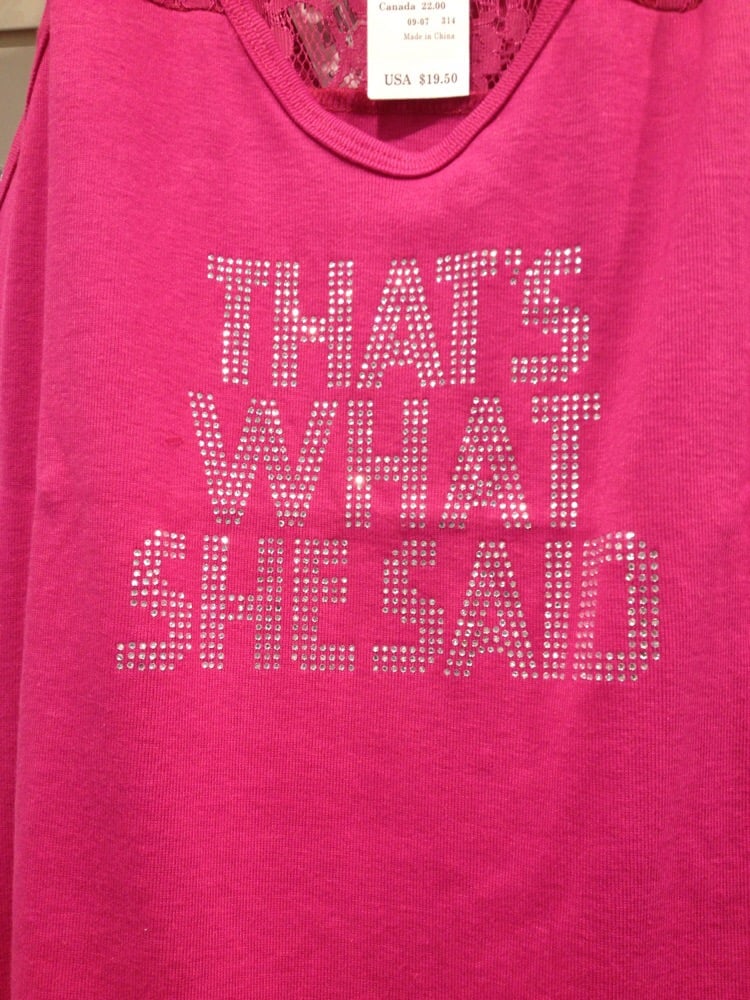 Canada 22.00
09-07 314
Made in China
USA $19.50
THAT'S
WHAT
SHE SAID